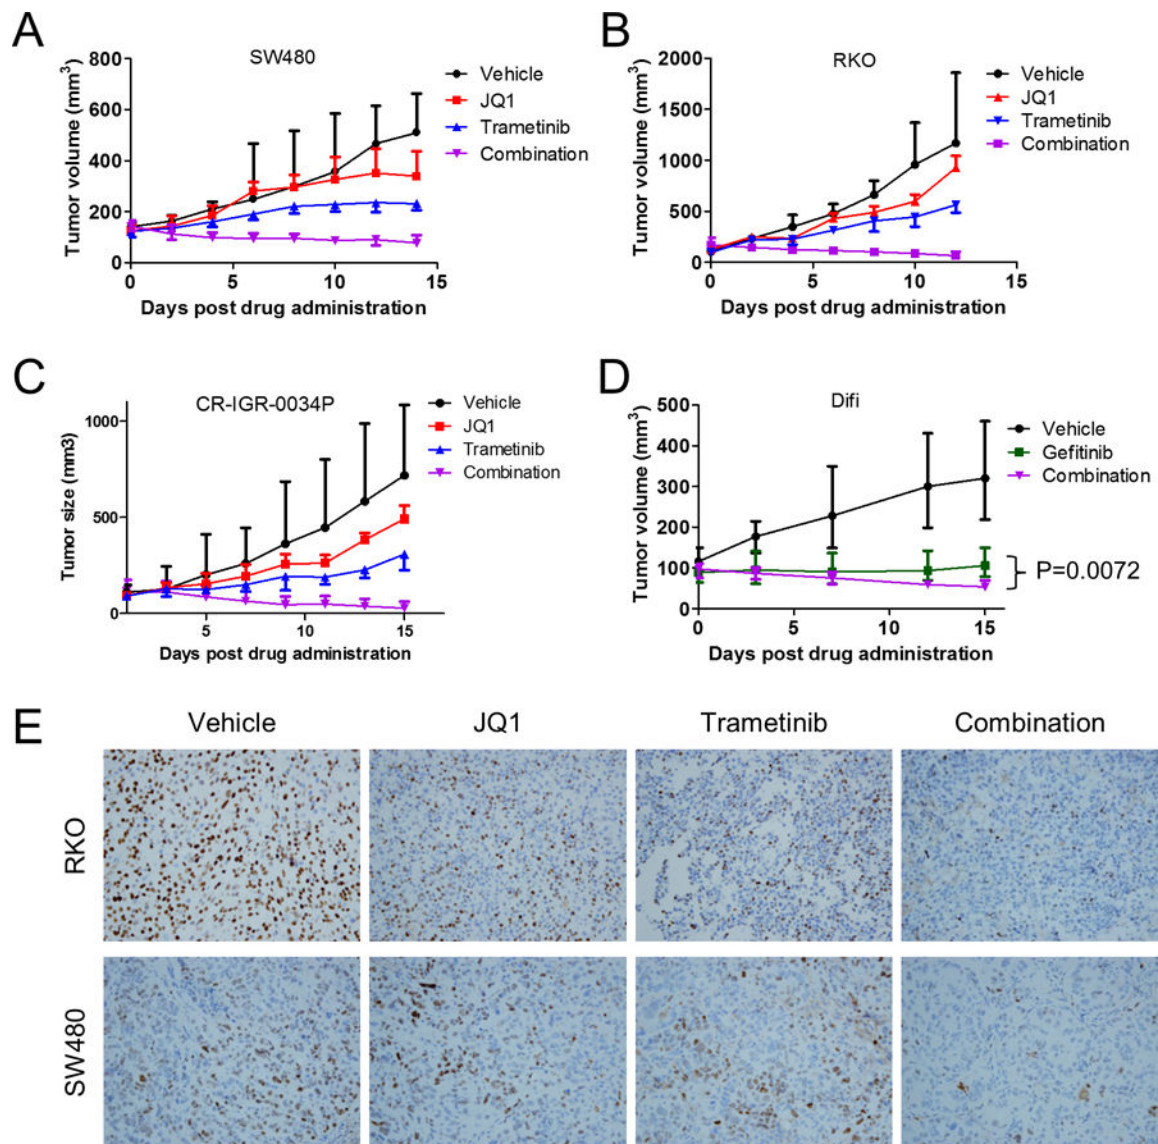 A
SW480
Tumor volume (mm³)
800
600
400
200
0
0 5 10 15
Days post drug administration
Vehicle
JQ1
Trametinib
Combination
B
RKO
Tumor volume (mm³)
2000
1500
1000
500
0
0 5 10 15
Days post drug administration
Vehicle
JQ1
Trametinib
Combination
C
CR-IGR-0034P
Tumor size (mm3)
1000
500
0
5 10 15
Days post drug administration
Vehicle
JQ1
Trametinib
Combination
D
Difi
Tumor volume (mm³)
500
400
300
200
100
0
0 5 10 15
Days post drug administration
Vehicle
Gefitinib
Combination
P=0.0072
E
Vehicle JQ1 Trametinib Combination
RKO
SW480